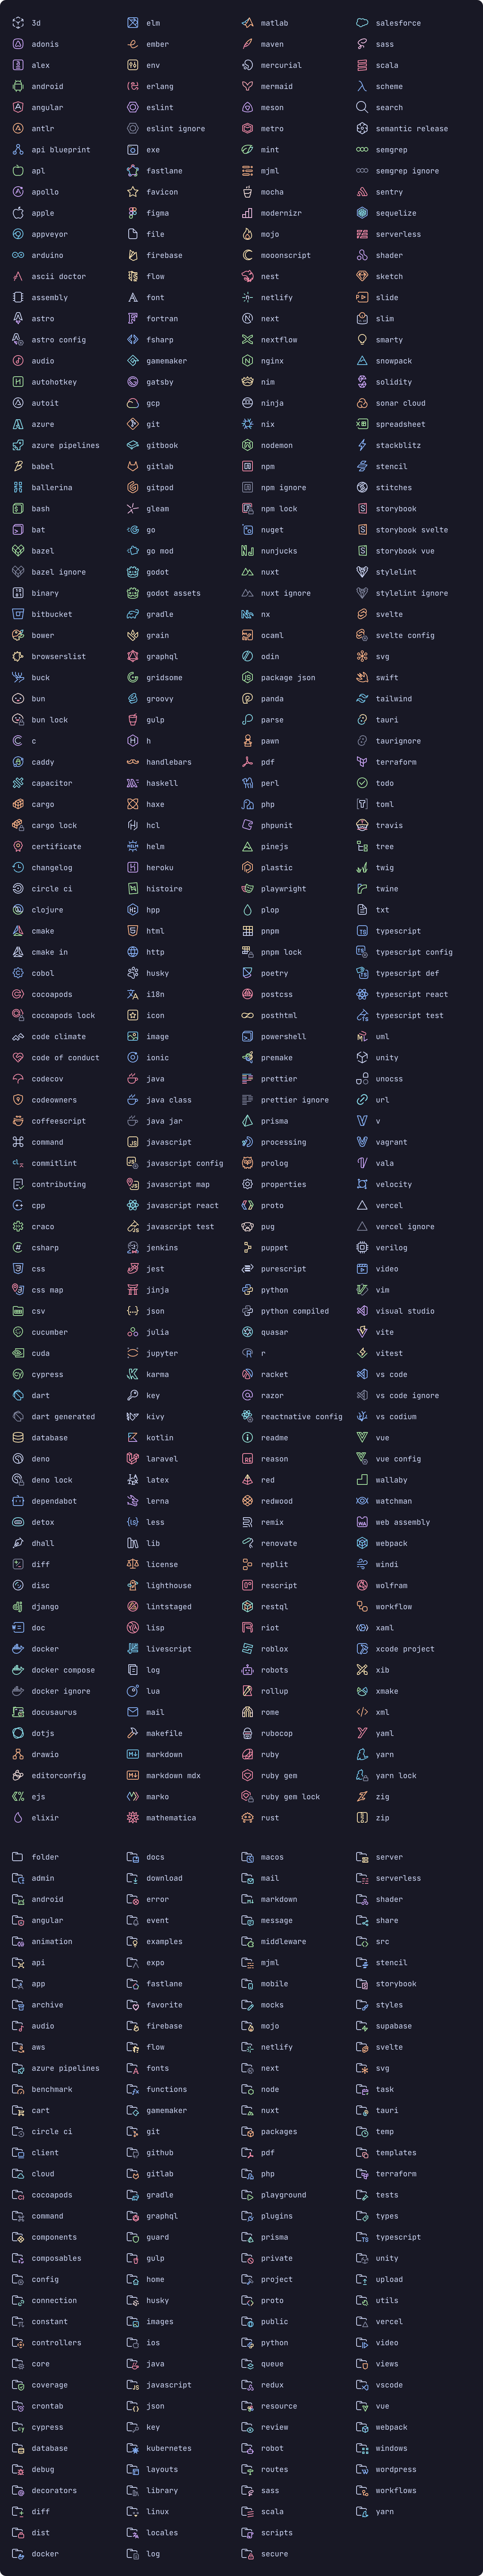 3d
adonis
alex
android
angular
antlr
api blueprint
apl
apollo
apple
appveyor
arduino
ascii doctor
assembly
astro
astro config
audio
autohotkey
autoit
azure
azure pipelines
babel
ballerina
bash
bat
bazel
bazel ignore
binary
bitbucket
bower
browserslist
buck
bun
bun lock
c
caddy
capacitor
cargo
cargo lock
certificate
changelog
circle ci
clojure
cmake
cmake in
cobol
cocoapods
cocoapods lock
code climate
code of conduct
codecov
codeowners
coffeescript
command
commitlint
contributing
cpp
craco
csharp
css
css map
csv
cucumber
cuda
cypress
dart
dart generated
database
deno
deno lock
dependabot
detox
dhall
diff
disc
django
doc
docker
docker compose
docker ignore
docusaurus
dotjs
drawio
editorconfig
ejs
elixir
elm
ember
env
erlang
eslint
eslint ignore
exe
fastlane
favicon
figma
file
firebase
flow
font
fortran
fsharp
gamemaker
gatsby
gcp
git
gitbook
gitlab
gitpod
gleam
go
go mod
godot
godot assets
gradle
grain
graphql
gridsome
groovy
gulp
h
handlebars
haskell
haxe
hcl
helm
heroku
histoire
hpp
html
http
husky
i18n
icon
image
ionic
java
java class
java jar
javascript
javascript config
javascript map
javascript react
javascript test
jenkins
jest
jinja
json
julia
jupyter
karma
key
kivy
kotlin
laravel
latex
lerna
less
lib
license
lighthouse
lintstaged
lisp
livescript
log
lua
mail
makefile
markdown
markdown mdx
marko
mathematica
matlab
maven
mercurial
mermaid
meson
metro
mint
mjml
mocha
modernizr
mojo
mooonscript
nest
netlify
next
nextflow
nginx
nim
ninja
nix
nodemon
npm
npm ignore
npm lock
nuget
nunjucks
nuxt
nuxt ignore
nx
ocaml
odin
package json
panda
parse
pawn
pdf
perl
php
phpunit
pinejs
plastic
playwright
plop
pnpm
pnpm lock
poetry
postcss
posthtml
powershell
premake
prettier
prettier ignore
prisma
processing
prolog
properties
proto
pug
puppet
purescript
python
python compiled
quasar
r
racket
razor
reactnative config
readme
reason
red
redwood
remix
renovate
replit
rescript
restql
riot
roblox
robots
rollup
rome
rubocop
ruby
ruby gem
ruby gem lock
rust
salesforce
sass
scala
scheme
search
semantic release
semgrep
semgrep ignore
sentry
sequelize
serverless
shader
sketch
slide
slim
smarty
snowpack
solidity
sonar cloud
spreadsheet
stackblitz
stencil
stitches
storybook
storybook svelte
storybook vue
stylelint
stylelint ignore
svelte
svelte config
svg
swift
tailwind
tauri
taurignore
terraform
todo
toml
travis
tree
twig
twine
txt
typescript
typescript config
typescript def
typescript react
typescript test
uml
unity
unocss
url
v
vagrant
vala
velocity
vercel
vercel ignore
verilog
video
vim
visual studio
vite
vitest
vs code
vs code ignore
vs codium
vue
vue config
wallaby
watchman
web assembly
webpack
windi
wolfram
workflow
xaml
xcode project
xib
xmake
xml
yaml
yarn
yarn lock
zig
zip
folder
admin
android
angular
animation
api
app
archive
audio
aws
azure pipelines
benchmark
cart
circle ci
client
cloud
cocoapods
command
components
composables
config
connection
constant
controllers
core
coverage
crontab
cypress
database
debug
decorators
diff
dist
docker
docs
download
error
event
examples
expo
fastlane
favorite
firebase
flow
fonts
functions
gamemaker
git
github
gitlab
gradle
graphql
guard
gulp
home
husky
images
ios
java
javascript
json
key
kubernetes
layouts
library
linux
locales
log
macos
mail
markdown
message
middleware
mjml
mobile
mocks
mojo
netlify
next
node
nuxt
packages
pdf
php
playground
plugins
prisma
private
project
proto
public
python
queue
redux
resource
review
robot
routes
sass
scala
scripts
secure
server
serverless
shader
share
src
stencil
storybook
styles
supabase
svelte
svg
task
tauri
temp
templates
terraform
tests
types
typescript
unity
upload
utils
vercel
video
views
vscode
vue
webpack
windows
wordpress
workflows
yarn